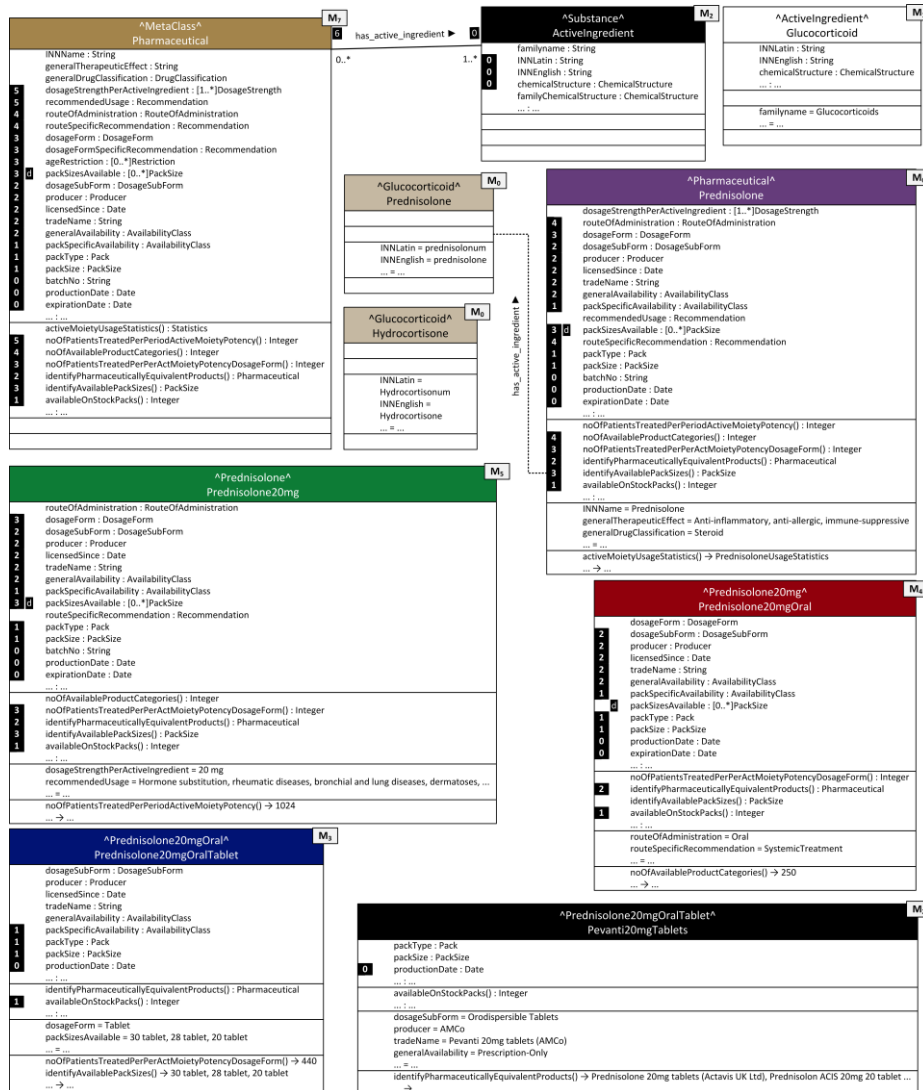 ^MetaClass^
Pharmaceutical
M7
INNName : String
generalTherapeuticEffect : String
generalDrugClassification : DrugClassification
5 dosageStrengthPerActiveIngredient : [1..*]DosageStrength
5 recommendedUsage : Recommendation
4 routeOfAdministration : RouteOfAdministration
4 routeSpecificRecommendation : Recommendation
3 dosageForm : DosageForm
3 dosageFormSpecificRecommendation : Recommendation
3 ageRestriction : [0..*]Restriction
3 d packSizesAvailable : [0..*]PackSize
2 dosageSubForm : DosageSubForm
2 producer : Producer
2 licensedSince : Date
2 tradeName : String
2 generalAvailability : AvailabilityClass
1 packSpecificAvailability : AvailabilityClass
1 packType : Pack
1 packSize : PackSize
0 batchNo : String
0 productionDate : Date
0 expirationDate : Date
... : ...
activeMoietyUsageStatistics() : Statistics
5 noOfPatientsTreatedPerPeriodActiveMoietyPotency() : Integer
4 noOfAvailableProductCategories() : Integer
3 noOfPatientsTreatedPerPerActMoietyPotencyDosageForm() : Integer
2 identifyPharmaceuticallyEquivalentProducts() : Pharmaceutical
3 identifyAvailablePackSizes() : PackSize
1 availableOnStockPacks() : Integer
... : ...
6 has_active_ingredient ► 0
0..* 1..*
^Substance^
ActiveIngredient
M2
familyname : String
0 INNLatin : String
0 INNEnglish : String
0 chemicalStructure : ChemicalStructure
familyChemicalStructure : ChemicalStructure
... : ...
^ActiveIngredient^
Glucocorticoid
M
INNLatin : String
INNEnglish : String
chemicalStructure : ChemicalStructure
... : ...
familyname = Glucocorticoids
... = ...
^Glucocorticoid^
Prednisolone
M0
INNLatin = prednisolonum
INNEnglish = prednisolone
... = ...
^Glucocorticoid^
Hydrocortisone
M0
INNLatin =
Hydrocortisonum
INNEnglish =
Hydrocortisone
... = ...
has_active_ingredient ►
^Pharmaceutical^
Prednisolone
M
dosageStrengthPerActiveIngredient : [1..*]DosageStrength
4 routeOfAdministration : RouteOfAdministration
3 dosageForm : DosageForm
2 dosageSubForm : DosageSubForm
2 producer : Producer
2 licensedSince : Date
2 tradeName : String
2 generalAvailability : AvailabilityClass
1 packSpecificAvailability : AvailabilityClass
recommendedUsage : Recommendation
3 d packSizesAvailable : [0..*]PackSize
4 routeSpecificRecommendation : Recommendation
1 packType : Pack
1 packSize : PackSize
0 batchNo : String
0 productionDate : Date
0 expirationDate : Date
... : ...
noOfPatientsTreatedPerPeriodActiveMoietyPotency() : Integer
4 noOfAvailableProductCategories() : Integer
3 noOfPatientsTreatedPerPerActMoietyPotencyDosageForm() : Integer
2 identifyPharmaceuticallyEquivalentProducts() : Pharmaceutical
3 identifyAvailablePackSizes() : PackSize
1 availableOnStockPacks() : Integer
... : ...
INNName = Prednisolone
generalTherapeuticEffect = Anti-inflammatory, anti-allergic, immune-suppressive
generalDrugClassification = Steroid
... = ...
activeMoietyUsageStatistics() → PrednisoloneUsageStatistics
... → ...
^Prednisolone^
Prednisolone20mg
M5
routeOfAdministration : RouteOfAdministration
3 dosageForm : DosageForm
2 dosageSubForm : DosageSubForm
2 producer : Producer
2 licensedSince : Date
2 tradeName : String
2 generalAvailability : AvailabilityClass
1 packSpecificAvailability : AvailabilityClass
3 d packSizesAvailable : [0..*]PackSize
routeSpecificRecommendation : Recommendation
1 packType : Pack
1 packSize : PackSize
0 batchNo : String
0 productionDate : Date
0 expirationDate : Date
... : ...
noOfAvailableProductCategories() : Integer
3 noOfPatientsTreatedPerPerActMoietyPotencyDosageForm() : Integer
2 identifyPharmaceuticallyEquivalentProducts() : Pharmaceutical
3 identifyAvailablePackSizes() : PackSize
1 availableOnStockPacks() : Integer
... : ...
dosageStrengthPerActiveIngredient = 20 mg
recommendedUsage = Hormone substitution, rheumatic diseases, bronchial and lung diseases, dermatoses, ...
... = ...
noOfPatientsTreatedPerPeriodActiveMoietyPotency() → 1024
... → ...
^Prednisolone20mg^
Prednisolone20mgOral
M4
dosageForm : DosageForm
2 dosageSubForm : DosageSubForm
2 producer : Producer
2 licensedSince : Date
2 tradeName : String
2 generalAvailability : AvailabilityClass
1 packSpecificAvailability : AvailabilityClass
d packSizesAvailable : [0..*]PackSize
1 packType : Pack
1 packSize : PackSize
0 productionDate : Date
0 expirationDate : Date
... : ...
noOfPatientsTreatedPerPerActMoietyPotencyDosageForm() : Integer
2 identifyPharmaceuticallyEquivalentProducts() : Pharmaceutical
identifyAvailablePackSizes() : PackSize
1 availableOnStockPacks() : Integer
... : ...
routeOfAdministration = Oral
routeSpecificRecommendation = SystemicTreatment
... = ...
noOfAvailableProductCategories() → 250
... → ...
^Prednisolone20mgOral^
Prednisolone20mgOralTablet
M3
dosageSubForm : DosageSubForm
producer : Producer
licensedSince : Date
tradeName : String
generalAvailability : AvailabilityClass
1 packSpecificAvailability : AvailabilityClass
1 packType : Pack
1 packSize : PackSize
0 productionDate : Date
... : ...
identifyPharmaceuticallyEquivalentProducts() : Pharmaceutical
1 availableOnStockPacks() : Integer
... : ...
dosageForm = Tablet
packSizesAvailable = 30 tablet, 28 tablet, 20 tablet
... = ...
noOfPatientsTreatedPerPerActMoietyPotencyDosageForm() → 440
identifyAvailablePackSizes() → 30 tablet, 28 tablet, 20 tablet
... → ...
^Prednisolone20mgOralTablet^
Pevanti20mgTablets
M
packType : Pack
packSize : PackSize
0 productionDate : Date
... : ...
availableOnStockPacks() : Integer
... : ...
dosageSubForm = Orodispersible Tablets
producer = AMCo
tradeName = Pevanti 20mg tablets (AMCo)
generalAvailability = Prescription-Only
... = ...
identifyPharmaceuticallyEquivalentProducts() → Prednisolone 20mg tablets (Actavis UK Ltd), Prednisolon ACIS 20mg 20 tablet ...
→